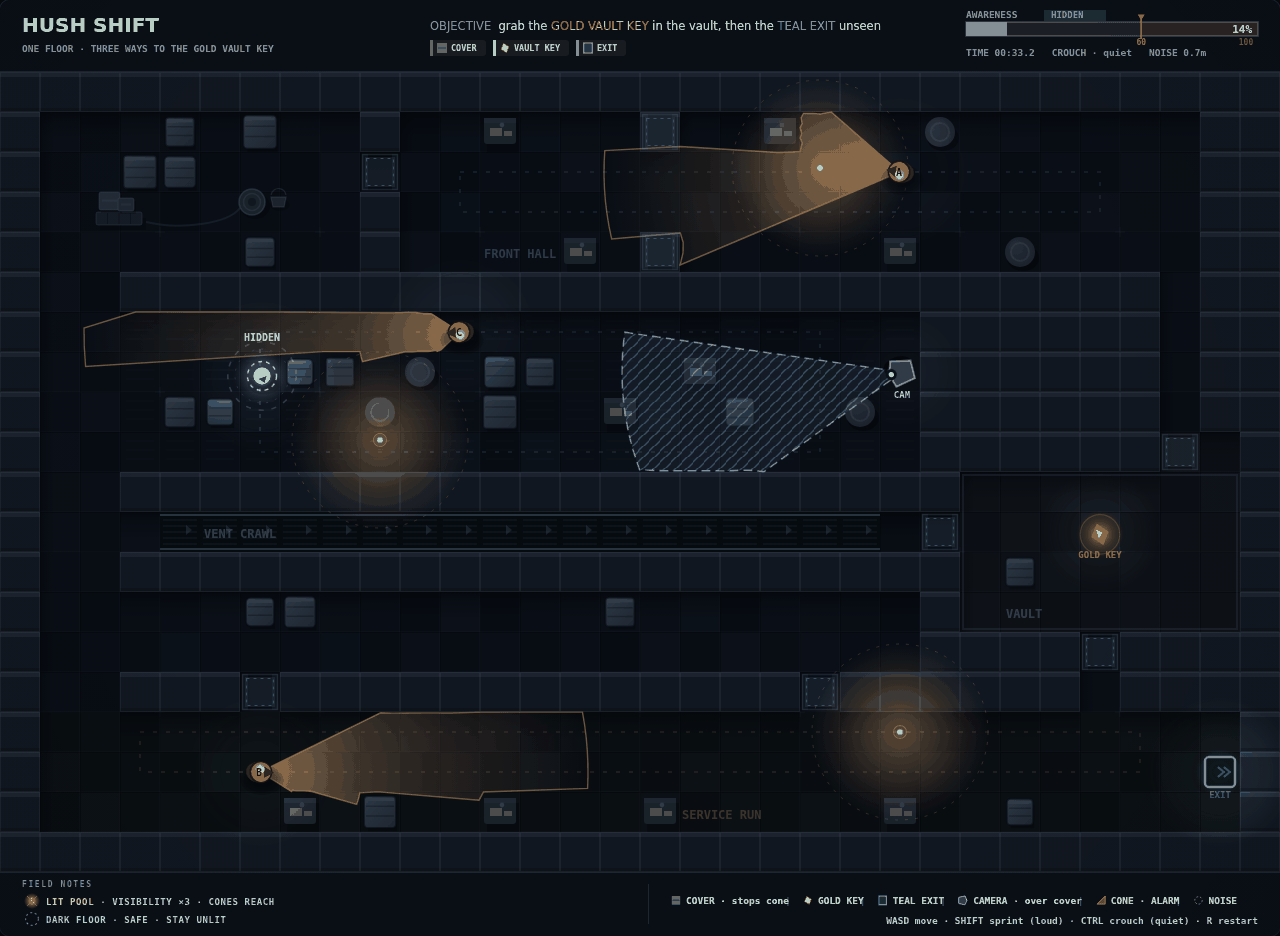 HUSH SHIFT
ONE FLOOR · THREE WAYS TO THE GOLD VAULT KEY
OBJECTIVE grab the GOLD VAULT KEY in the vault, then the TEAL EXIT unseen
COVER VAULT KEY EXIT
AWARENESS HIDDEN
14%
60 100
TIME 00:33.2 CROUCH · quiet NOISE 0.7m
A
FRONT HALL
C
HIDDEN
CAM
VENT CRAWL
GOLD KEY
VAULT
B
EXIT
SERVICE RUN
FIELD NOTES
LIT POOL · VISIBILITY ×3 · CONES REACH
DARK FLOOR · SAFE · STAY UNLIT
COVER · stops cone GOLD KEY TEAL EXIT CAMERA · over cover CONE · ALARM NOISE
WASD move · SHIFT sprint (loud) · CTRL crouch (quiet) · R restart